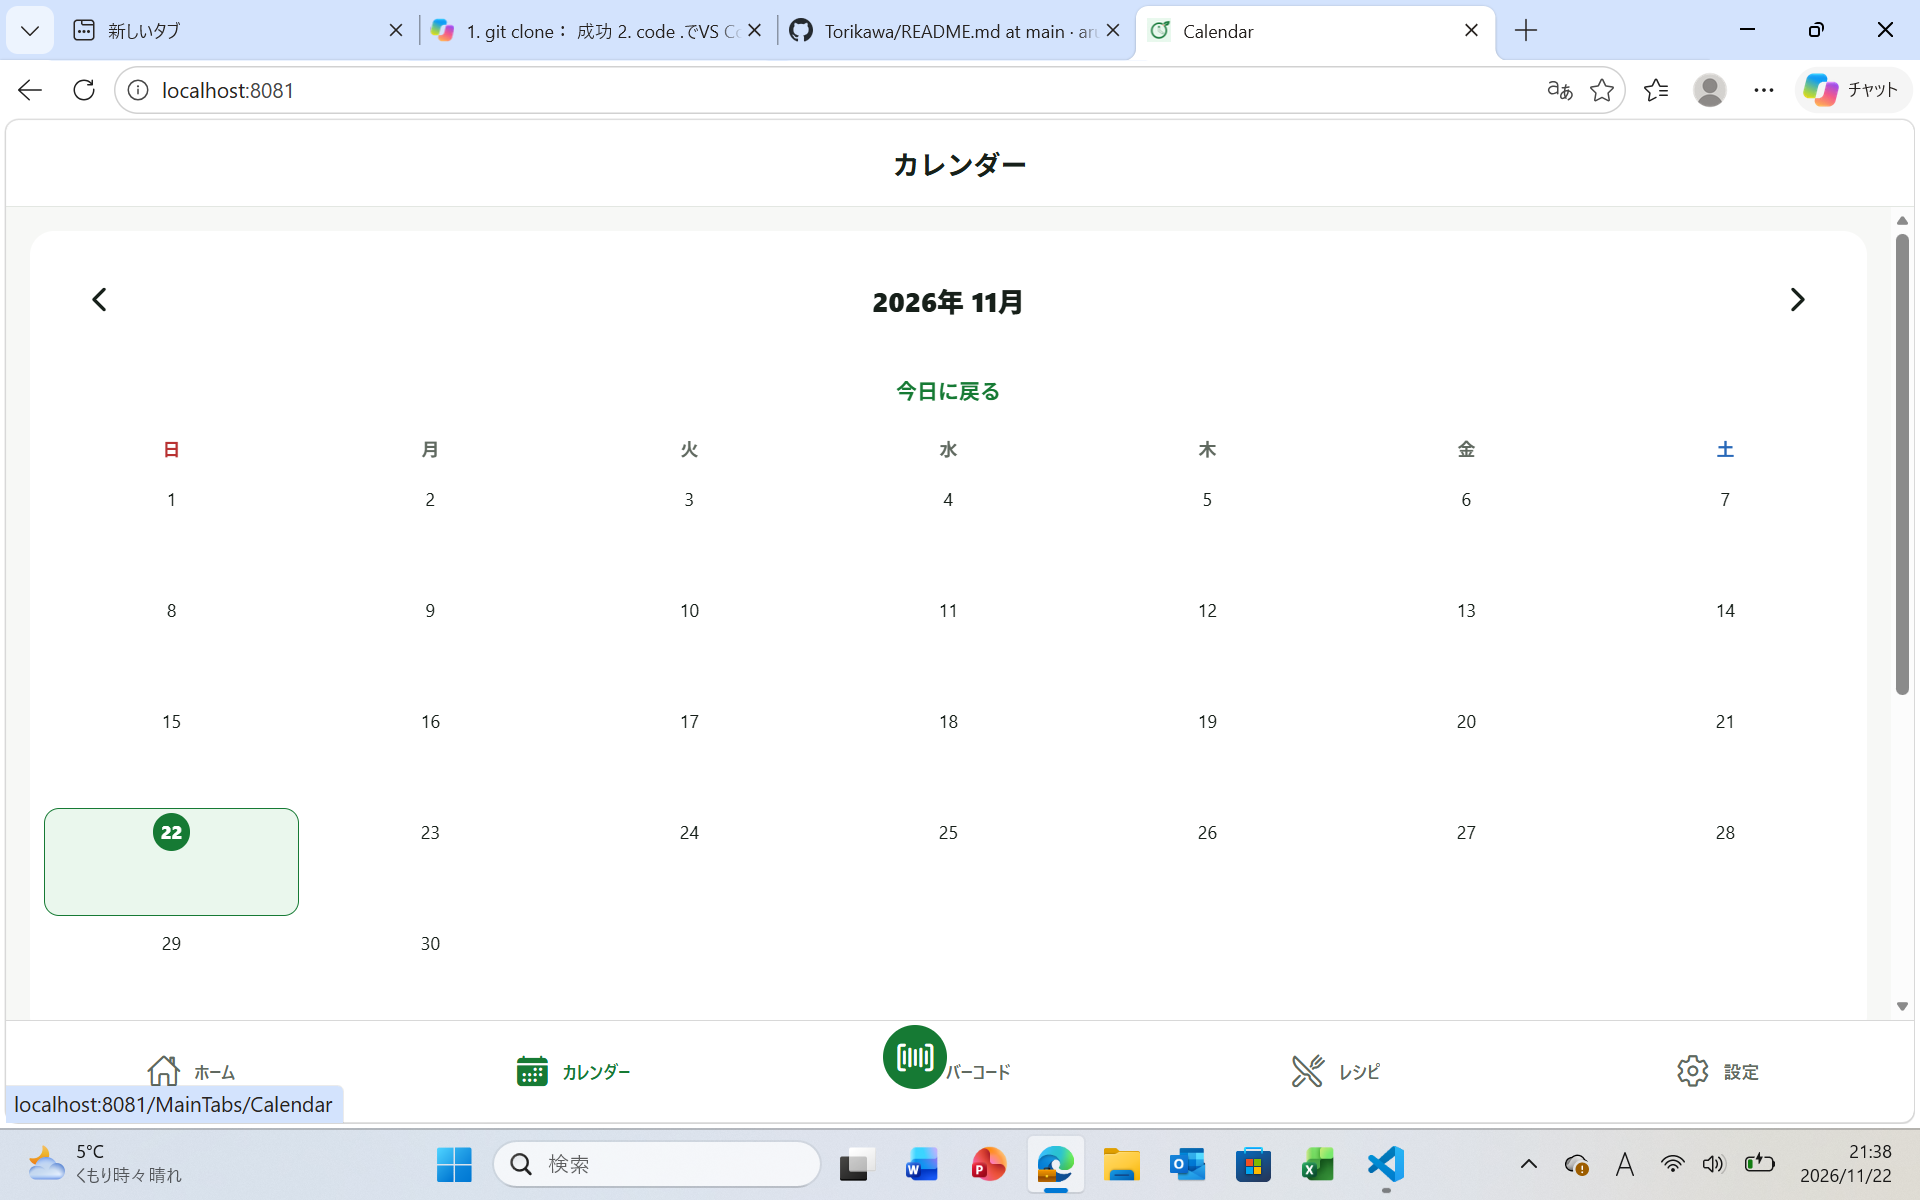 新しいタブ
1. git clone： 成功 2. code .でVS Co
Torikawa/README.md at main · aru
Calendar
localhost:8081
チャット
カレンダー
2026年 11月
今日に戻る
日 月 火 水 木 金 土
1 2 3 4 5 6 7
8 9 10 11 12 13 14
15 16 17 18 19 20 21
22 23 24 25 26 27 28
29 30
ホーム
カレンダー
バーコード
レシピ
設定
localhost:8081/MainTabs/Calendar
5°C
くもり時々晴れ
検索
A
21:38
2026/11/22